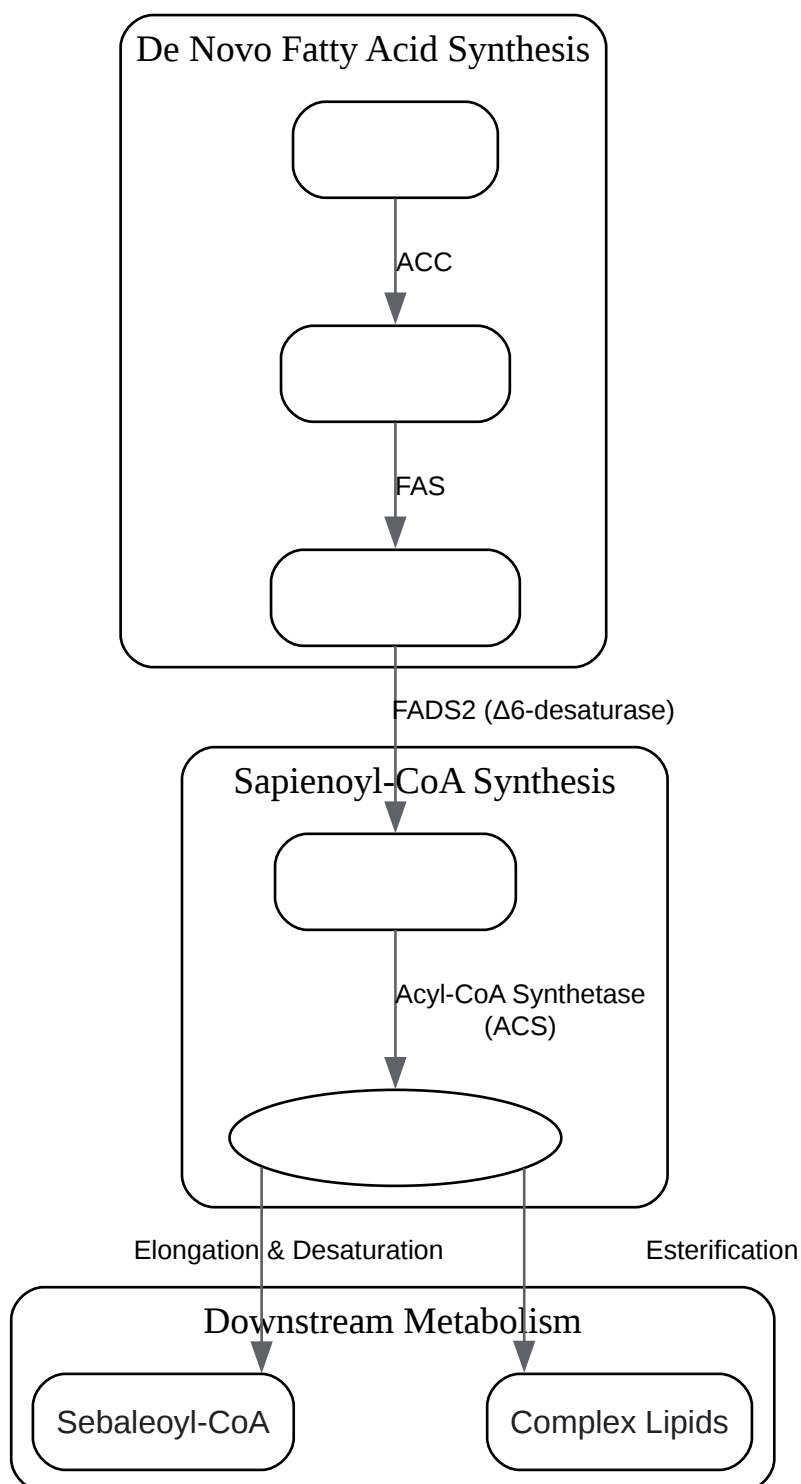 De Novo Fatty Acid Synthesis
ACC
FAS
FADS2 (Δ6-desaturase)
Sapienoyl-CoA Synthesis
Acyl-CoA Synthetase
(ACS)
Elongation & Desaturation
Esterification
Downstream Metabolism
Sebaleoyl-CoA
Complex Lipids